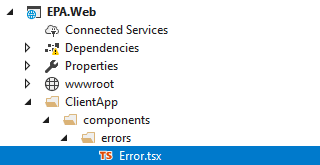 EPA.Web
Connected Services
Dependencies
Properties
wwwroot
ClientApp
components
errors
TS Error.tsx